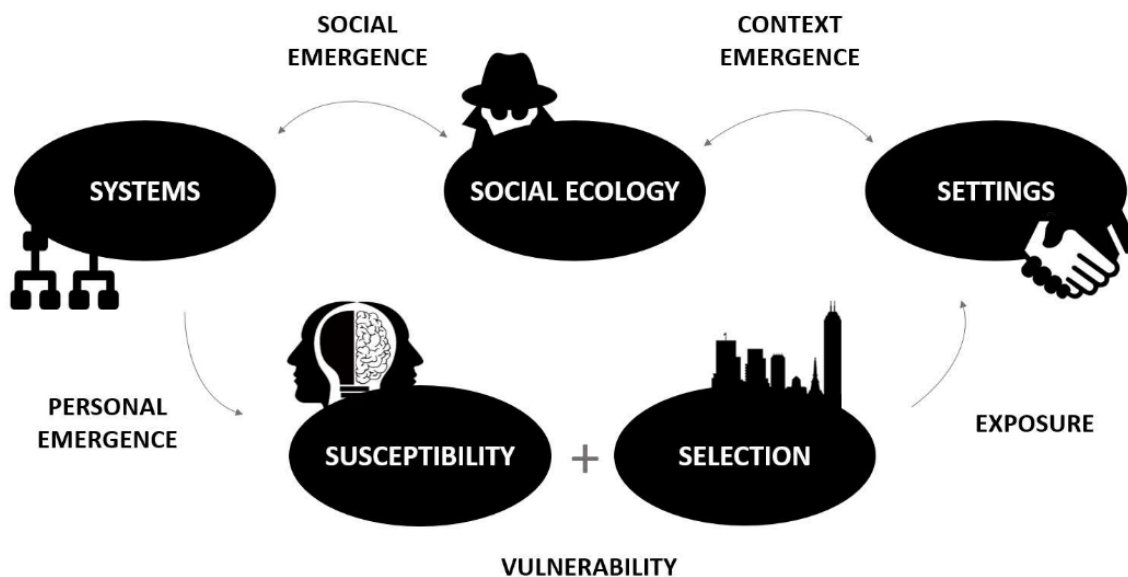 SOCIAL
EMERGENCE
CONTEXT
EMERGENCE
SYSTEMS
SOCIAL ECOLOGY
SETTINGS
PERSONAL
EMERGENCE
SUSCEPTIBILITY
+
SELECTION
EXPOSURE
VULNERABILITY